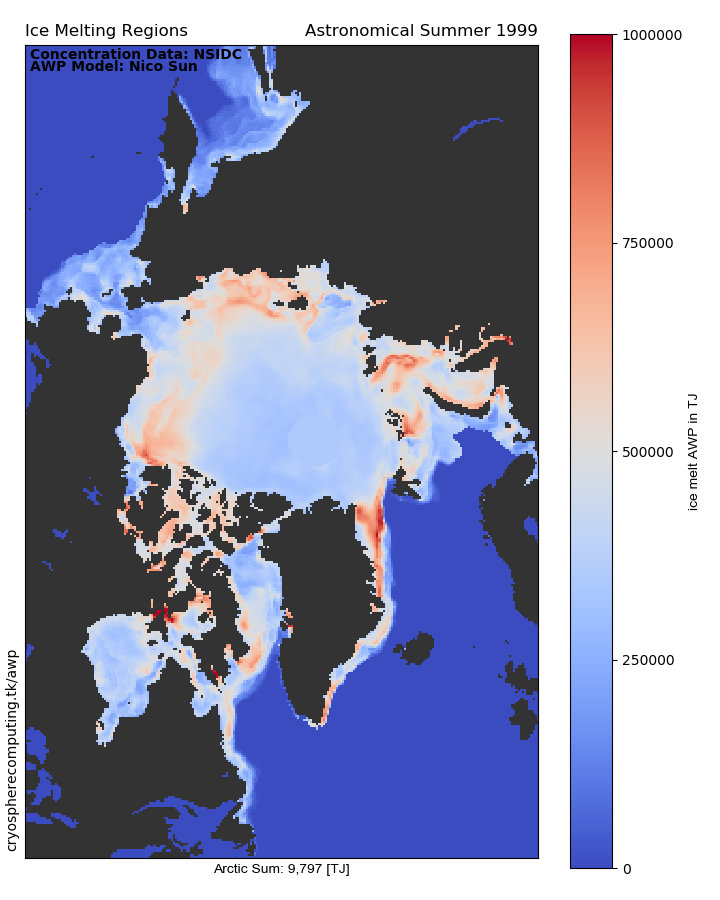 Ice Melting Regions
Astronomical Summer 1999
Concentration Data: NSIDC
AWP Model: Nico Sun
1000000
750000
500000
250000
0
ice melt AWP in TJ
cryospherecomputing.tk/awp
Arctic Sum: 9,797 [TJ]